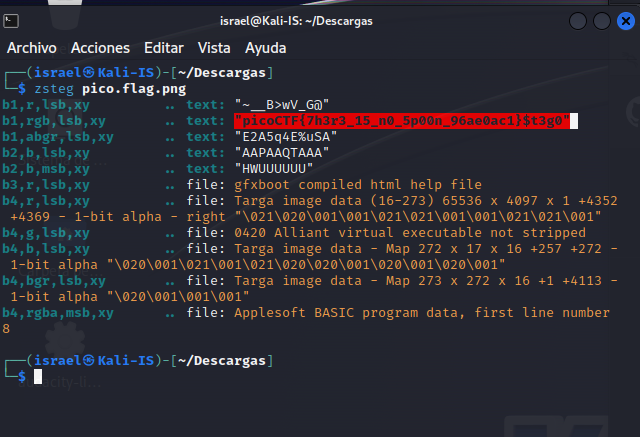 israel@Kali-IS: ~/Descargas
Archivo Acciones Editar Vista Ayuda
┌──(israel㉿Kali-IS)-[~/Descargas]
└─$ zsteg pico.flag.png
b1,r,lsb,xy .. text: "~__B>wV_G@"
b1,rgb,lsb,xy .. text: "picoCTF{7h3r3_15_n0_5p00n_96ae0ac1}$t3g0"
b1,abgr,lsb,xy .. text: "E2A5q4E%uSA"
b2,b,lsb,xy .. text: "AAPAAQTAAA"
b2,b,msb,xy .. text: "HWUUUUUU"
b3,r,lsb,xy .. file: gfxboot compiled html help file
b4,r,lsb,xy .. file: Targa image data (16-273) 65536 x 4097 x 1 +4352
+4369 - 1-bit alpha - right "\021\020\001\001\021\021\001\001\021\021\001"
b4,g,lsb,xy .. file: 0420 Alliant virtual executable not stripped
b4,b,lsb,xy .. file: Targa image data - Map 272 x 17 x 16 +257 +272 -
1-bit alpha "\020\001\021\001\021\020\020\001\020\001\020\001"
b4,bgr,lsb,xy .. file: Targa image data - Map 273 x 272 x 16 +1 +4113 -
1-bit alpha "\020\001\001\001"
b4,rgba,msb,xy .. file: Applesoft BASIC program data, first line number
8
┌──(israel㉿Kali-IS)-[~/Descargas]
└─$